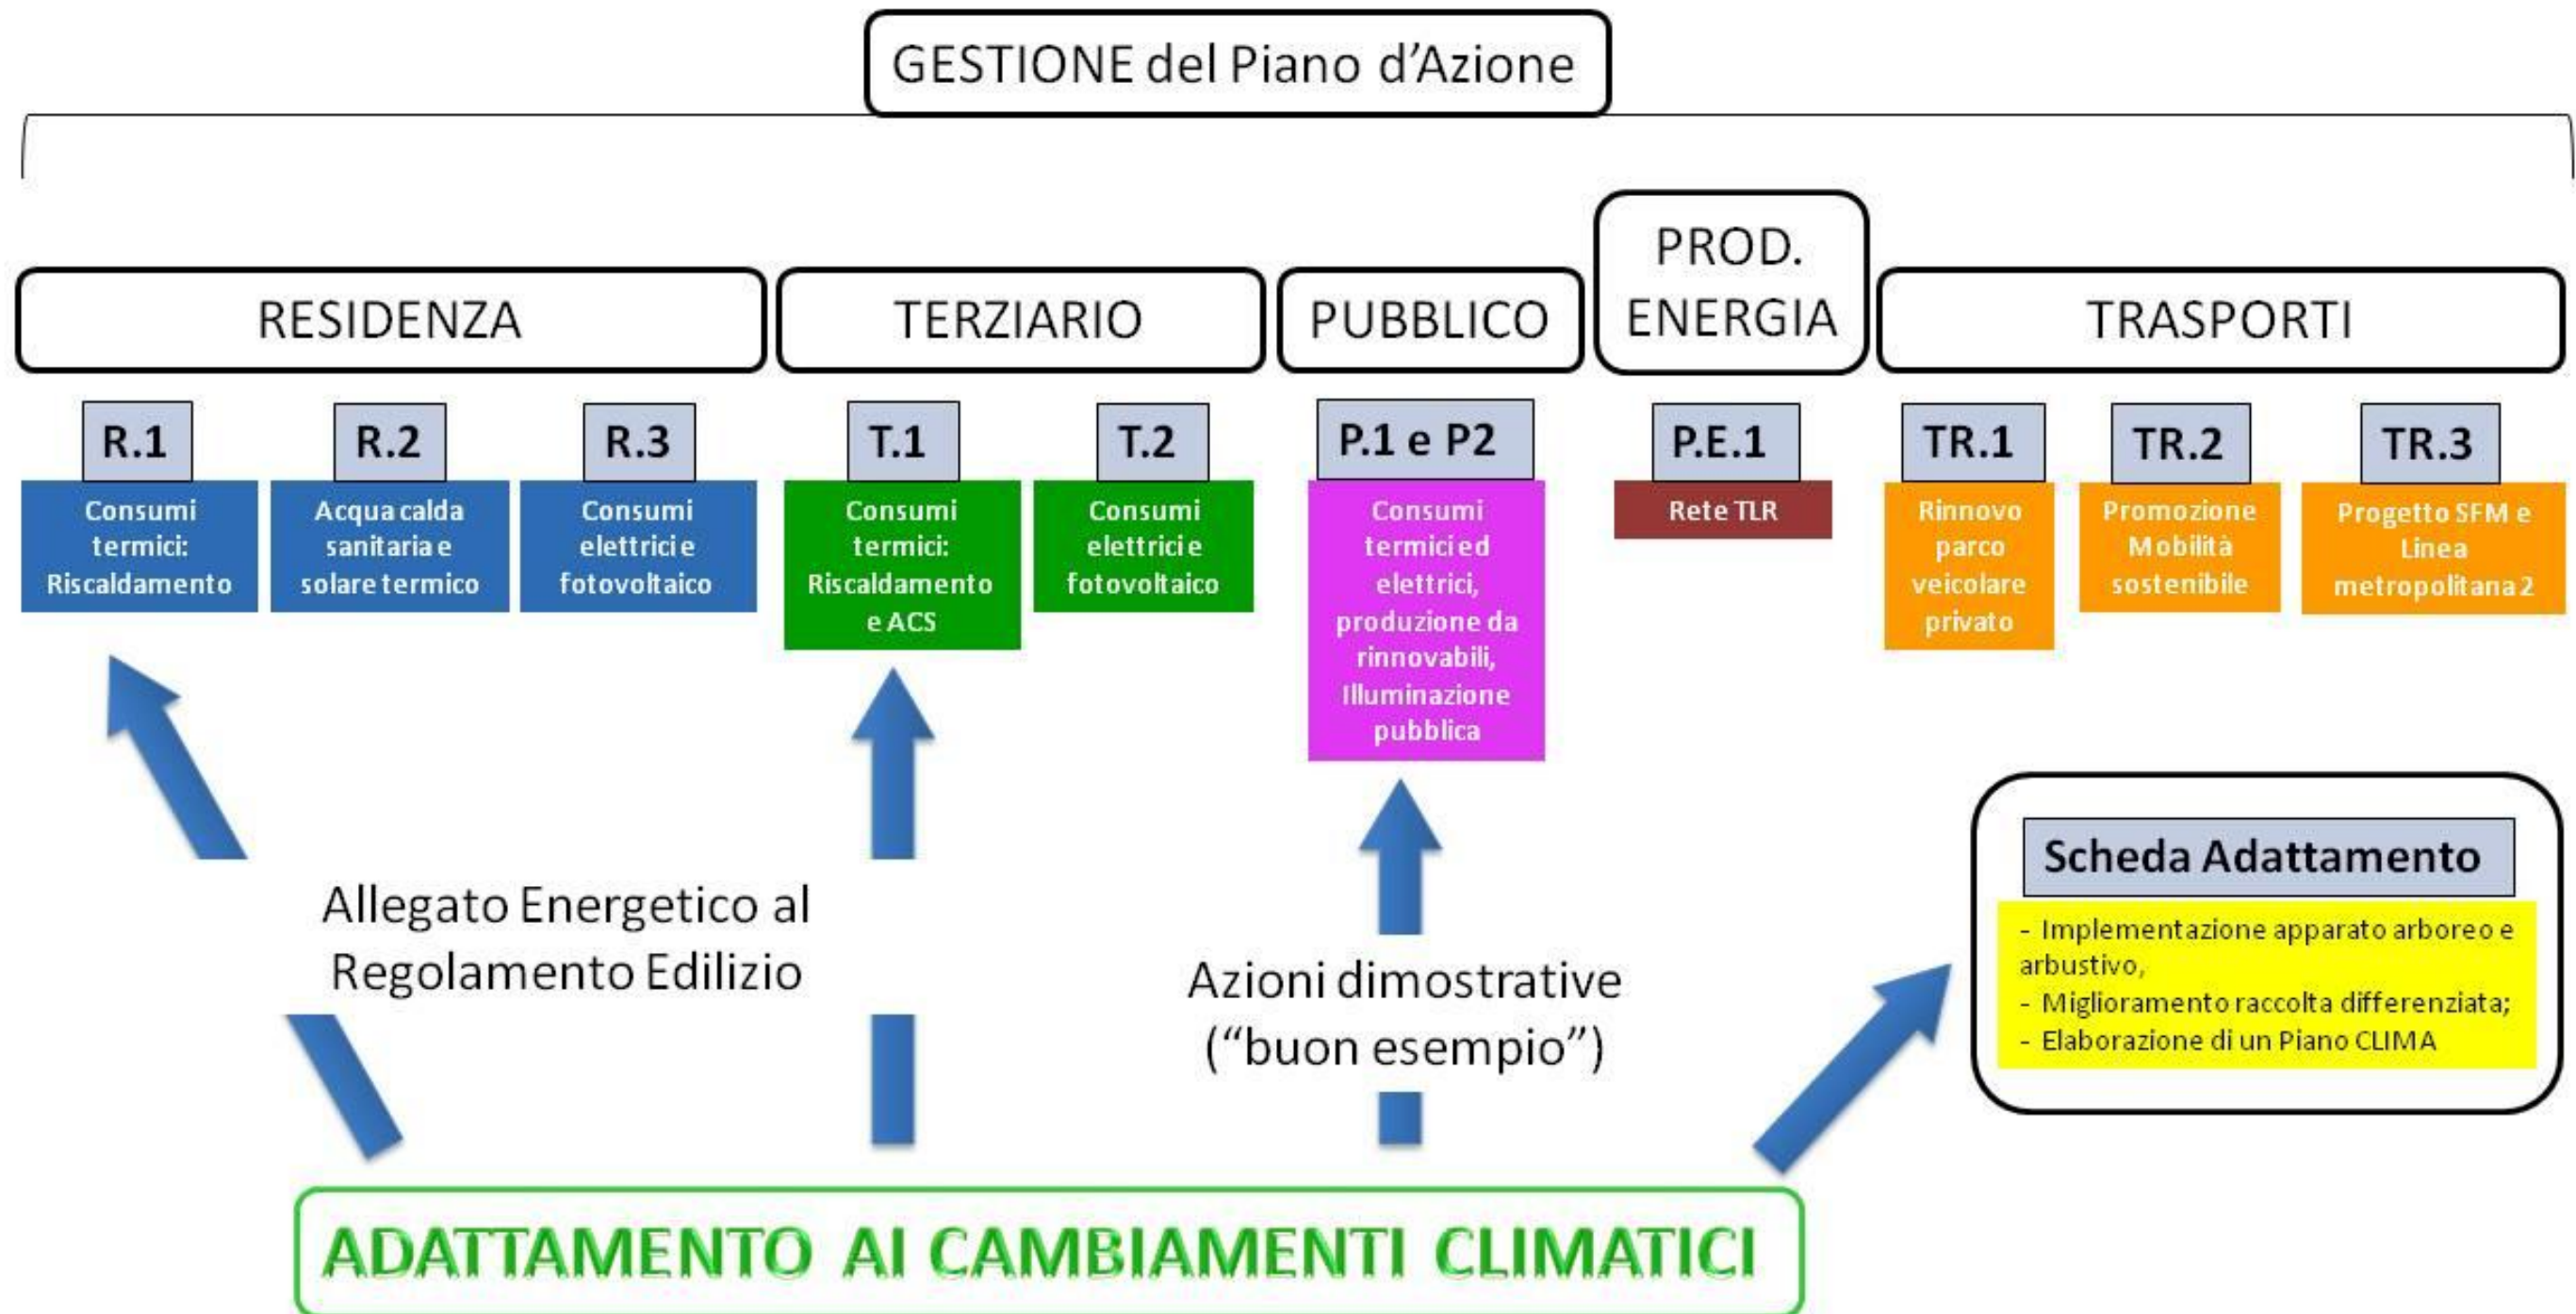 GESTIONE del Piano d'Azione
RESIDENZA
TERZIARIO
PUBBLICO
PROD.
ENERGIA
TRASPORTI
R.1
Consumi
termici:
Riscaldamento
R.2
Acqua calda
sanitaria e
solare termico
R.3
Consumi
elettrici e
fotovoltaico
T.1
Consumi
termici:
Riscaldamento
e ACS
T.2
Consumi
elettrici e
fotovoltaico
P.1 e P2
Consumi
termici ed
elettrici,
produzione da
rinnovabili,
Illuminazione
pubblica
P.E.1
Rete TLR
TR.1
Rinnovo
parco
veicolare
privato
TR.2
Promozione
Mobilità
sostenibile
TR.3
Progetto SFM e
Linea
metropolitana 2
Allegato Energetico al
Regolamento Edilizio
Azioni dimostrative
(“buon esempio”)
Scheda Adattamento
- Implementazione apparato arboreo e
arbustivo,
- Miglioramento raccolta differenziata;
- Elaborazione di un Piano CLIMA
ADATTAMENTO AI CAMBIAMENTI CLIMATICI